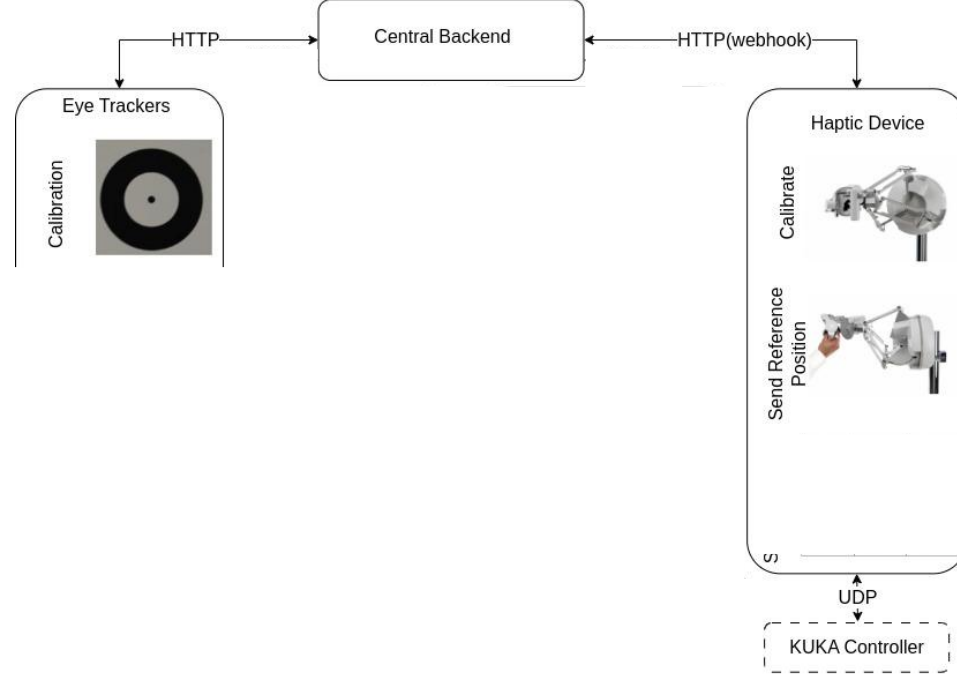 Central Backend
HTTP
HTTP(webhook)
Eye Trackers
Calibration
Haptic Device
Calibrate
Send Reference
Position
UDP
KUKA Controller